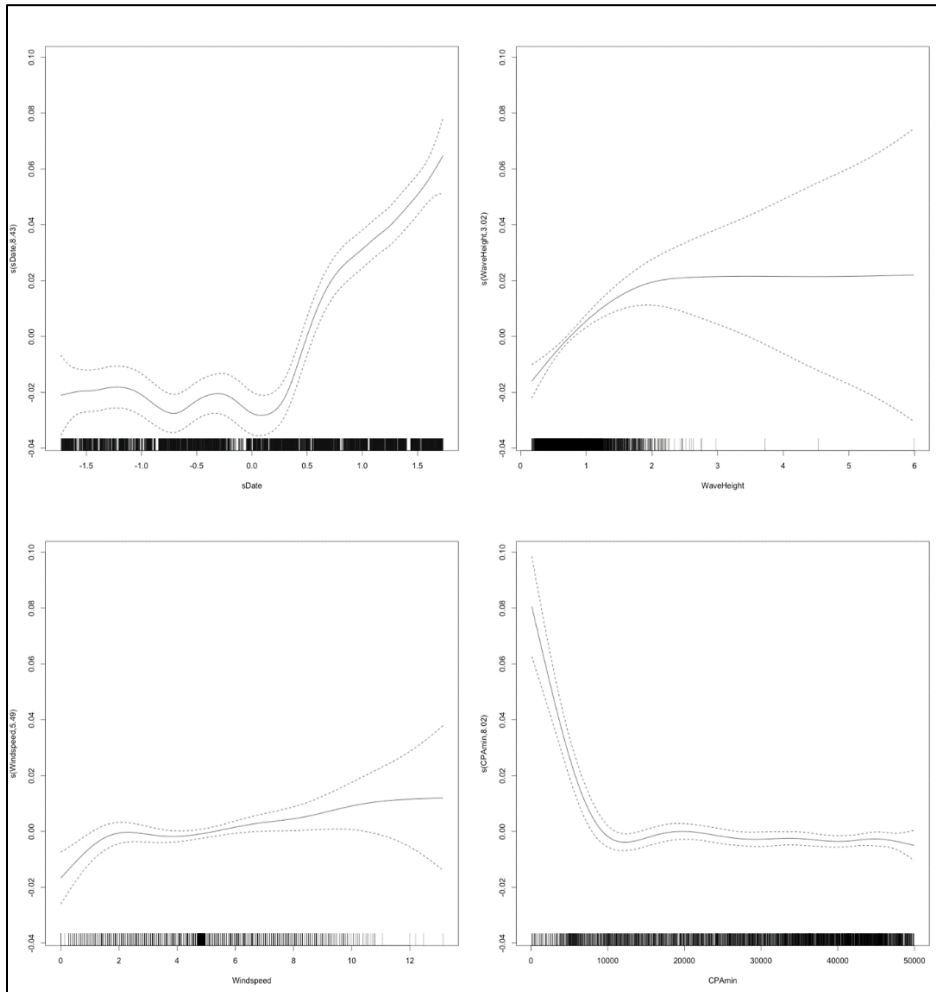 0.10
0.08
0.06
0.04
0.02
0.00
-0.02
-0.04
s(sDate,8.43)
-1.5 -1.0 -0.5 0.0 0.5 1.0 1.5
sDate
0.10
0.08
0.06
0.04
0.02
0.00
-0.02
-0.04
s(WaveHeight,3.02)
0 1 2 3 4 5 6
WaveHeight
0.10
0.08
0.06
0.04
0.02
0.00
-0.02
-0.04
s(Windspeed,5.49)
0 2 4 6 8 10 12
Windspeed
0.10
0.08
0.06
0.04
0.02
0.00
-0.02
-0.04
s(CPAmin,8.02)
0 10000 20000 30000 40000 50000
CPAmin